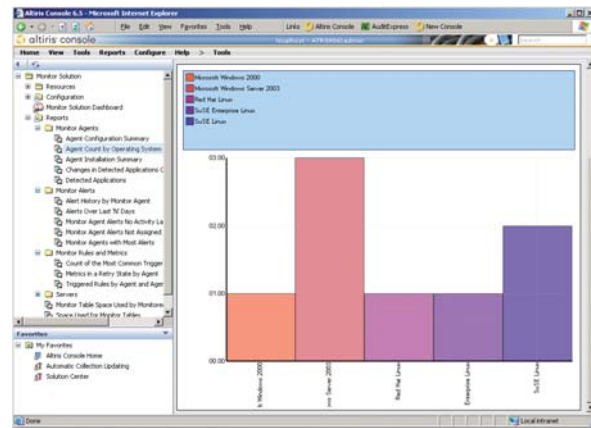 Altiris Console 6.5 - Microsoft Internet Explorer
File Edit View Favorites Tools Help
Links Altiris Console AuditExpress New Console
altiris console
Home View Tools Reports Configure Help > Tools
Monitor Solution
Resources
Configuration
Monitor Solution Dashboard
Reports
Monitor Agents
Agent Configuration Summary
Agent Count by Operating System
Agent Installation Summary
Changes in Detected Applications C
Detected Applications
Monitor Alerts
Alert History by Monitor Agent
Alerts Over Last 'N' Days
Monitor Agent Alerts No Activity La
Monitor Agent Alerts Not Assigned
Monitor Agents with Most Alerts
Monitor Rules and Metrics
Count of the Most Common Trigger
Metrics in a Retry State by Agent
Triggered Rules by Agent and Agen
Servers
Monitor Table Space Used by Monitore
Space Used for Monitor Tables
Favorites
My Favorites
Altiris Console Home
Automatic Collection Updating
Solution Center
Microsoft Windows 2000
Microsoft Windows Server 2003
Red Hat Linux
SuSE Enterprise Linux
SuSE Linux
03.00
02.00
01.00
00.00
t Windows 2000
ws Server 2003
Red Hat Linux
Enterprise Linux
SuSE Linux
Done
Local intranet